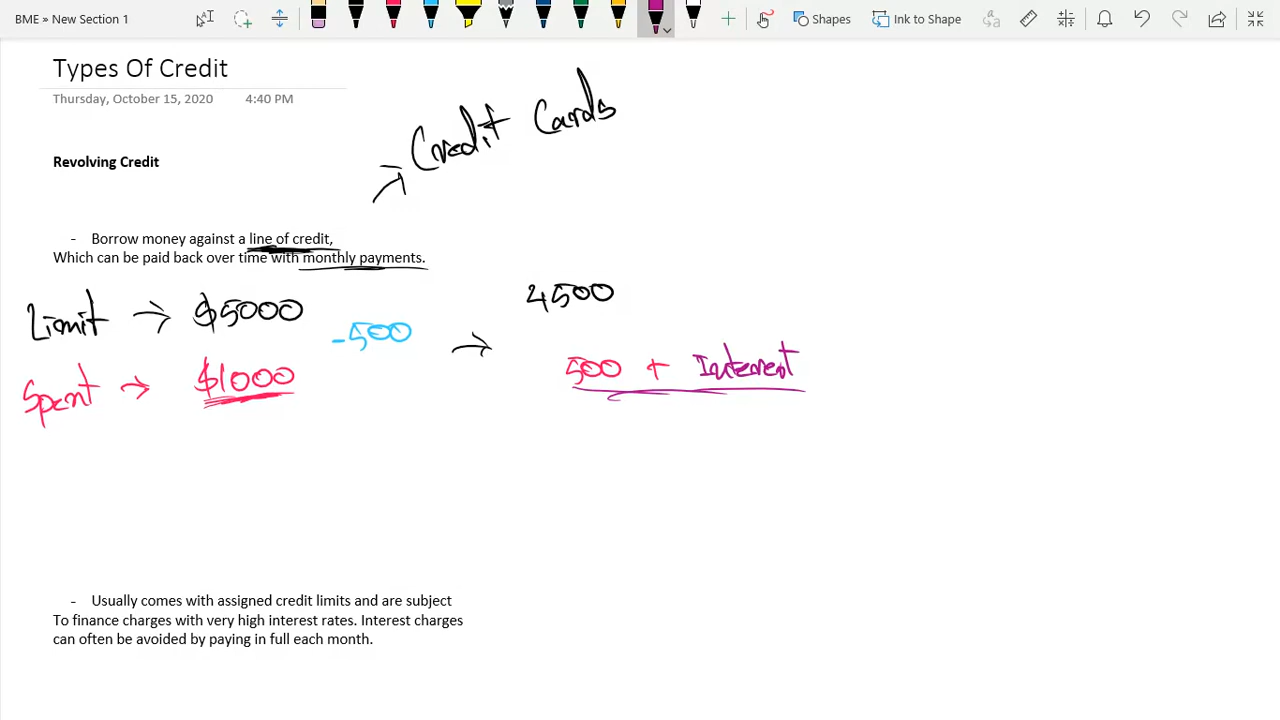 BME » New Section 1
Shapes
Ink to Shape
Types Of Credit
Thursday, October 15, 2020 4:40 PM
Credit Cards
Revolving Credit
- Borrow money against a line of credit,
Which can be paid back over time with monthly payments.
Limit → $5000
-500 → 4500
Spent → $1000
500 + Interest
- Usually comes with assigned credit limits and are subject
To finance charges with very high interest rates. Interest charges
can often be avoided by paying in full each month.